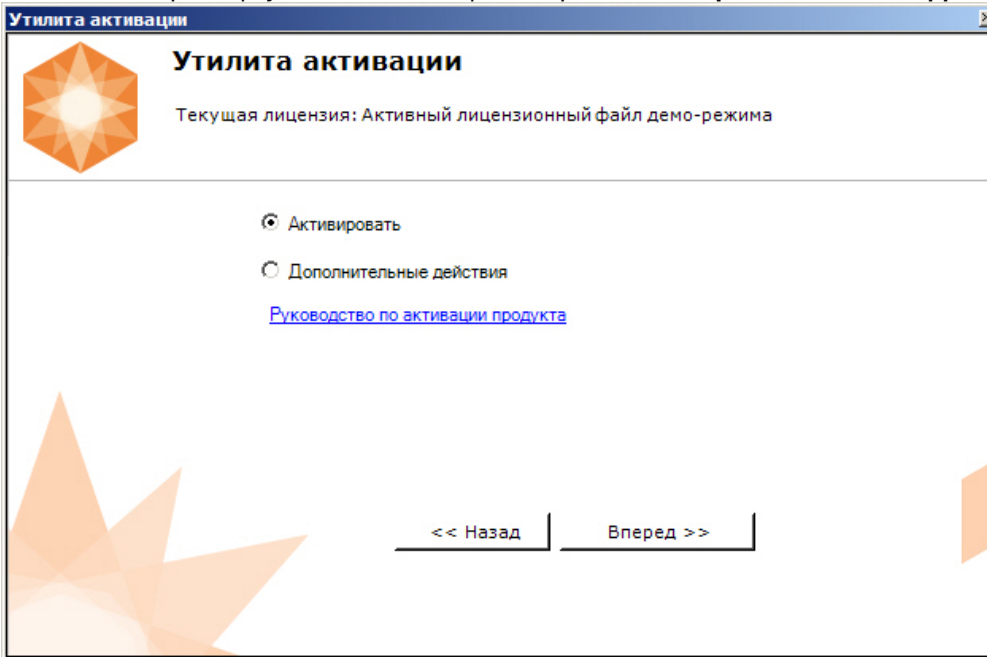 Утилита активации
Утилита активации
Текущая лицензия: Активный лицензионный файл демо-режима
Активировать
Дополнительные действия
Руководство по активации продукта
<< Назад
Вперед >>